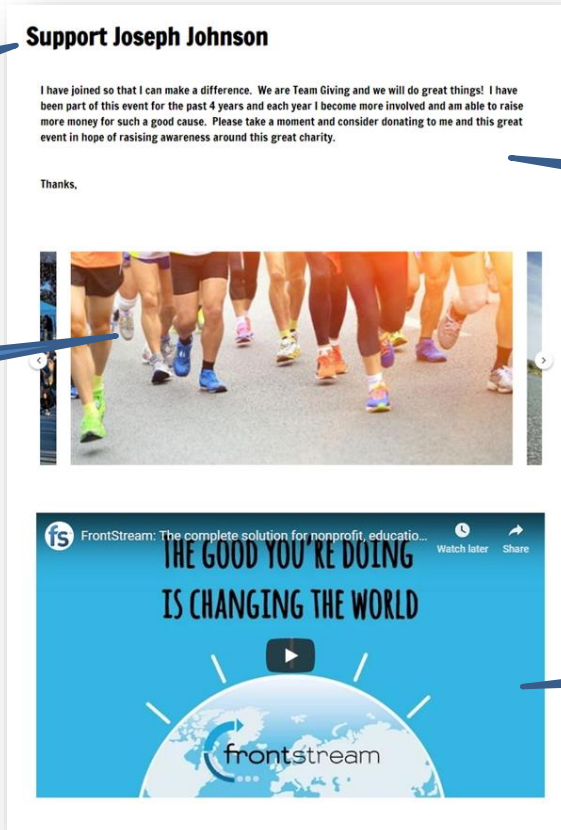 Support Joseph Johnson
I have joined so that I can make a difference. We are Team Giving and we will do great things! I have
been part of this event for the past 4 years and each year I become more involved and am able to raise
more money for such a good cause. Please take a moment and consider donating to me and this great
event in hope of rasising awareness around this great charity.
Thanks,
fs FrontStream: The complete solution for nonprofit, educatio...
Watch later Share
THE GOOD YOU'RE DOING
IS CHANGING THE WORLD
frontstream